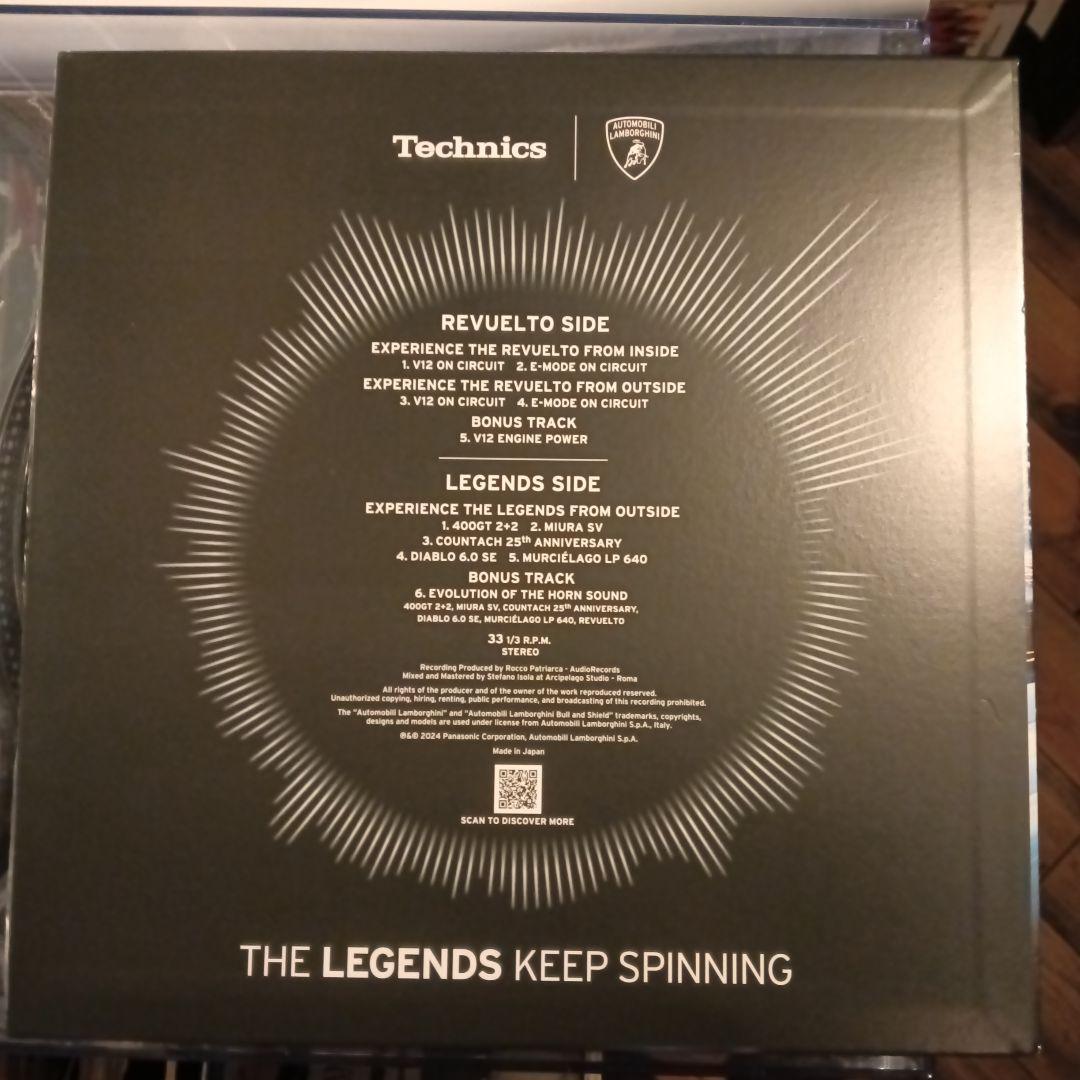 Technics
AUTOMOBILI
LAMBORGHINI
REVUELTO SIDE
EXPERIENCE THE REVUELTO FROM INSIDE
1. V12 ON CIRCUIT 2. E-MODE ON CIRCUIT
EXPERIENCE THE REVUELTO FROM OUTSIDE
3. V12 ON CIRCUIT 4. E-MODE ON CIRCUIT
BONUS TRACK
5. V12 ENGINE POWER
LEGENDS SIDE
EXPERIENCE THE LEGENDS FROM OUTSIDE
1. 400GT 2+2 2. MIURA SV
3. COUNTACH 25th ANNIVERSARY
4. DIABLO 6.0 SE 5. MURCIÉLAGO LP 640
BONUS TRACK
6. EVOLUTION OF THE HORN SOUND
400GT 2+2, MIURA SV, COUNTACH 25th ANNIVERSARY,
DIABLO 6.0 SE, MURCIÉLAGO LP 640, REVUELTO
33 1/3 R.P.M.
STEREO
Recording Produced by Rocco Patriarca - AudioRecords
Mixed and Mastered by Stefano Isola at Arcipelago Studio - Roma
All rights of the producer and of the owner of the work reproduced reserved.
Unauthorized copying, hiring, renting, public performance, and broadcasting of this recording prohibited.
The "Automobili Lamborghini" and "Automobili Lamborghini Bull and Shield" trademarks, copyrights,
designs and models are used under license from Automobili Lamborghini S.p.A., Italy.
℗&© 2024 Panasonic Corporation, Automobili Lamborghini S.p.A.
Made in Japan
SCAN TO DISCOVER MORE
THE LEGENDS KEEP SPINNING